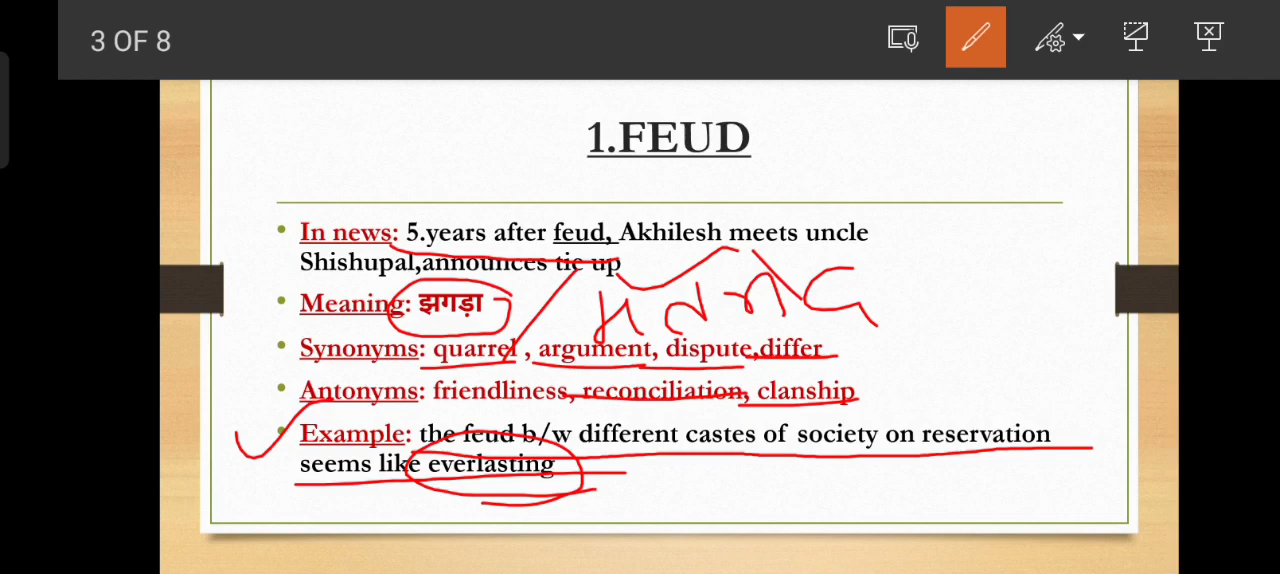 3 OF 8
1.FEUD
In news: 5.years after feud, Akhilesh meets uncle
Shishupal,announces tie up
Meaning: झगड़ा
Synonyms: quarrel , argument, dispute,differ
Antonyms: friendliness, reconciliation, clanship
Example: the feud b/w different castes of society on reservation
seems like everlasting